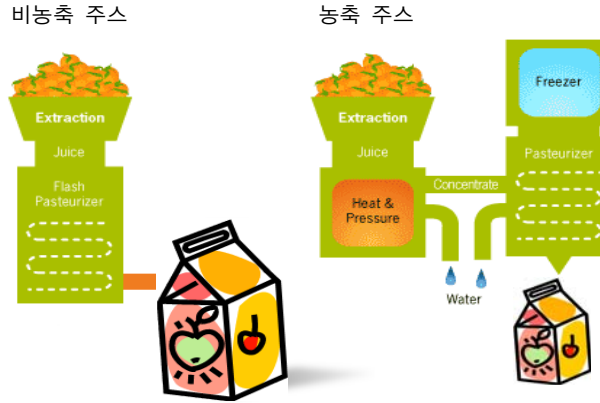 비농축 주스
Extraction
Juice
Flash
Pasteurizer
농축 주스
Extraction
Juice
Heat &
Pressure
Concentrate
Water
Freezer
Pasteurizer